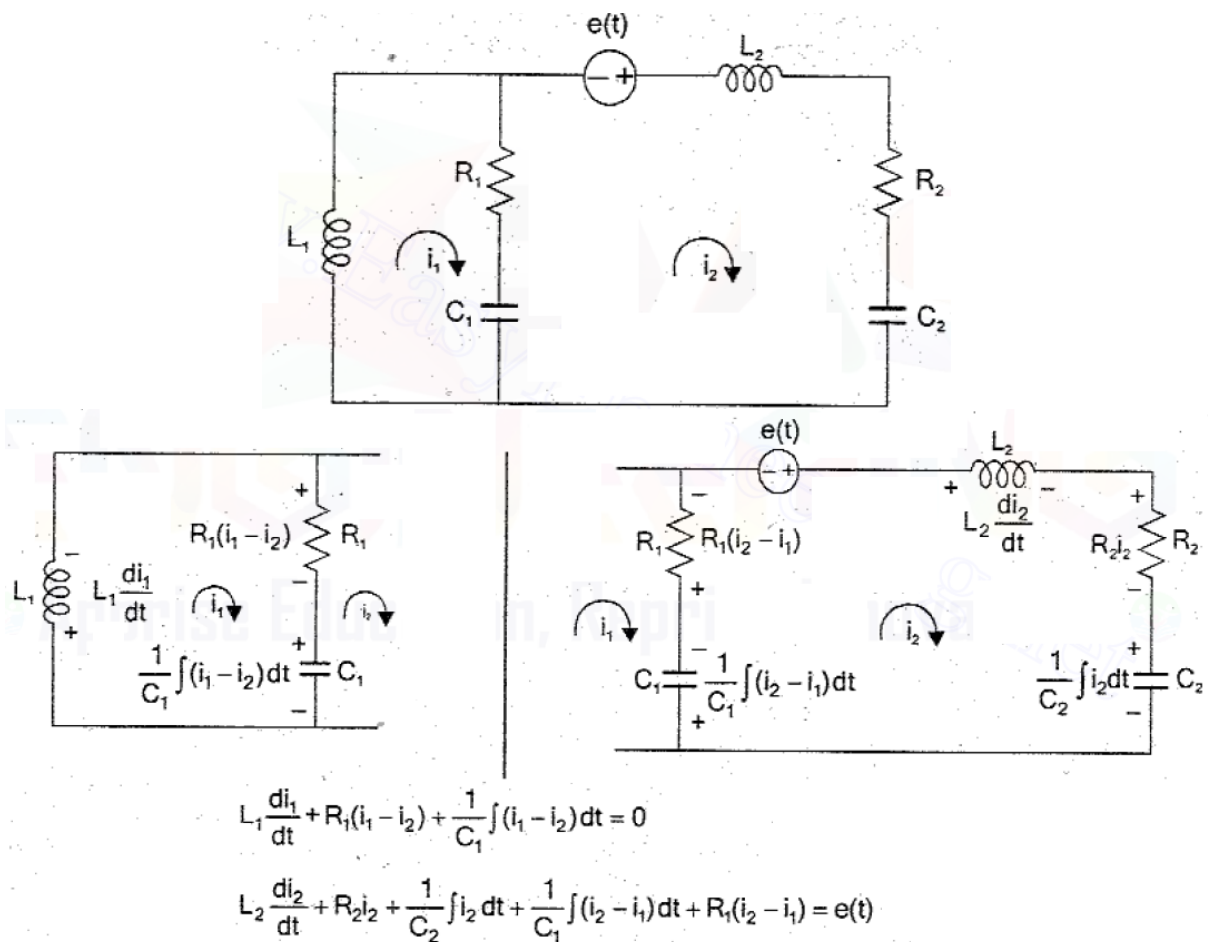 e(t)
− +
L₂
R₁
R₂
L₁
i₁
i₂
C₁
C₂
e(t)
− +
L₂
+ −
L₂ di₂/dt
+
R₁(i₁ − i₂)
R₁
−
L₁
−
L₁ di₁/dt
+
i₁
i₂
+
1/C₁ ∫(i₁ − i₂)dt
C₁
−
−
R₁
R₁(i₂ − i₁)
+
i₁
−
C₁
1/C₁ ∫(i₂ − i₁)dt
+
i₂
+
R₂i₂
R₂
−
+
1/C₂ ∫i₂dt
C₂
−
L₁ di₁/dt + R₁(i₁ − i₂) + 1/C₁ ∫(i₁ − i₂)dt = 0
L₂ di₂/dt + R₂i₂ + 1/C₂ ∫i₂ dt + 1/C₁ ∫(i₂ − i₁)dt + R₁(i₂ − i₁) = e(t)